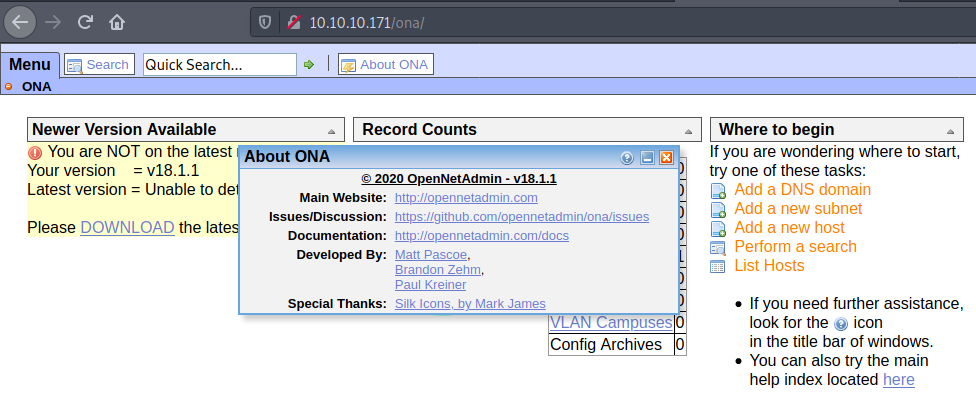 10.10.10.171/ona/
Menu Search Quick Search... About ONA
ONA
Newer Version Available
You are NOT on the latest
Your version = v18.1.1
Latest version = Unable to det
Please DOWNLOAD the lates
Record Counts
About ONA
© 2020 OpenNetAdmin - v18.1.1
Main Website: http://opennetadmin.com
Issues/Discussion: https://github.com/opennetadmin/ona/issues
Documentation: http://opennetadmin.com/docs
Developed By: Matt Pascoe,
Brandon Zehm,
Paul Kreiner
Special Thanks: Silk Icons, by Mark James
VLAN Campuses 0
Config Archives 0
Where to begin
If you are wondering where to start,
try one of these tasks:
Add a DNS domain
Add a new subnet
Add a new host
Perform a search
List Hosts
If you need further assistance,
look for the ? icon
in the title bar of windows.
You can also try the main
help index located here